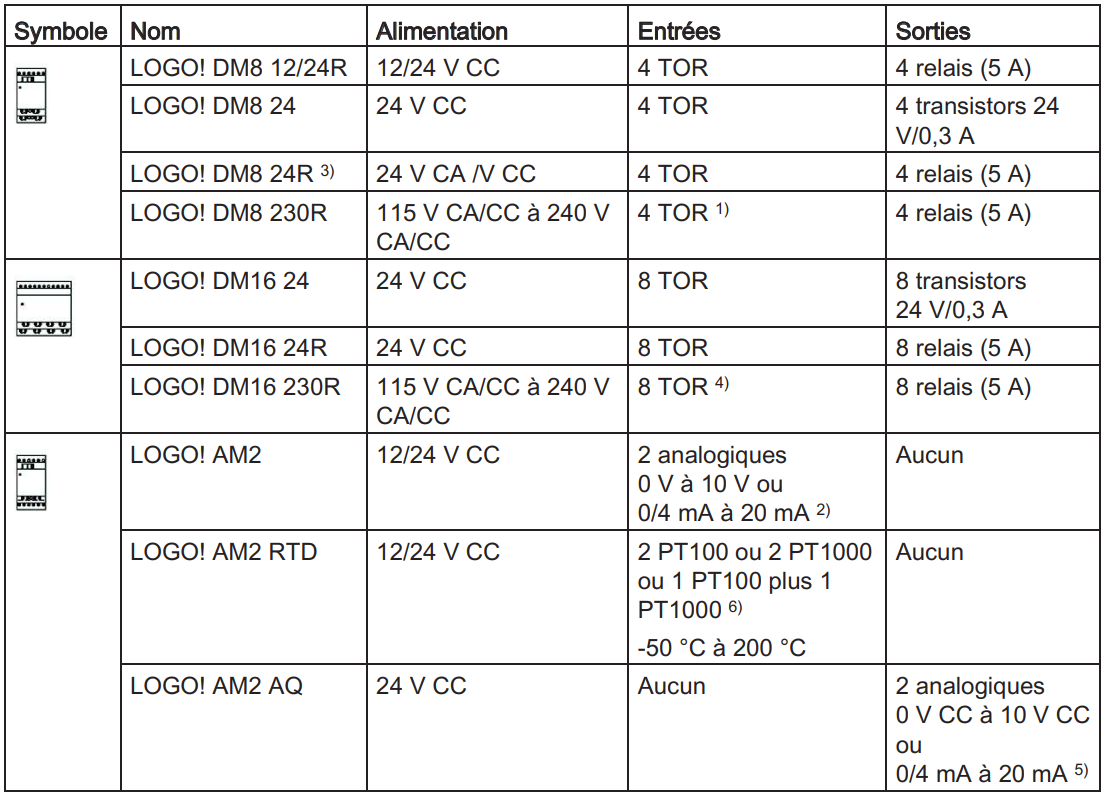 Symbole Nom Alimentation Entrées Sorties
LOGO! DM8 12/24R 12/24 V CC 4 TOR 4 relais (5 A)
LOGO! DM8 24 24 V CC 4 TOR 4 transistors 24
V/0,3 A
LOGO! DM8 24R 3) 24 V CA /V CC 4 TOR 4 relais (5 A)
LOGO! DM8 230R 115 V CA/CC à 240 V 4 TOR 1) 4 relais (5 A)
CA/CC
LOGO! DM16 24 24 V CC 8 TOR 8 transistors
24 V/0,3 A
LOGO! DM16 24R 24 V CC 8 TOR 8 relais (5 A)
LOGO! DM16 230R 115 V CA/CC à 240 V 8 TOR 4) 8 relais (5 A)
CA/CC
LOGO! AM2 12/24 V CC 2 analogiques Aucun
0 V à 10 V ou
0/4 mA à 20 mA 2)
LOGO! AM2 RTD 12/24 V CC 2 PT100 ou 2 PT1000 Aucun
ou 1 PT100 plus 1
PT1000 6)
-50 °C à 200 °C
LOGO! AM2 AQ 24 V CC Aucun 2 analogiques
0 V CC à 10 V CC
ou
0/4 mA à 20 mA 5)